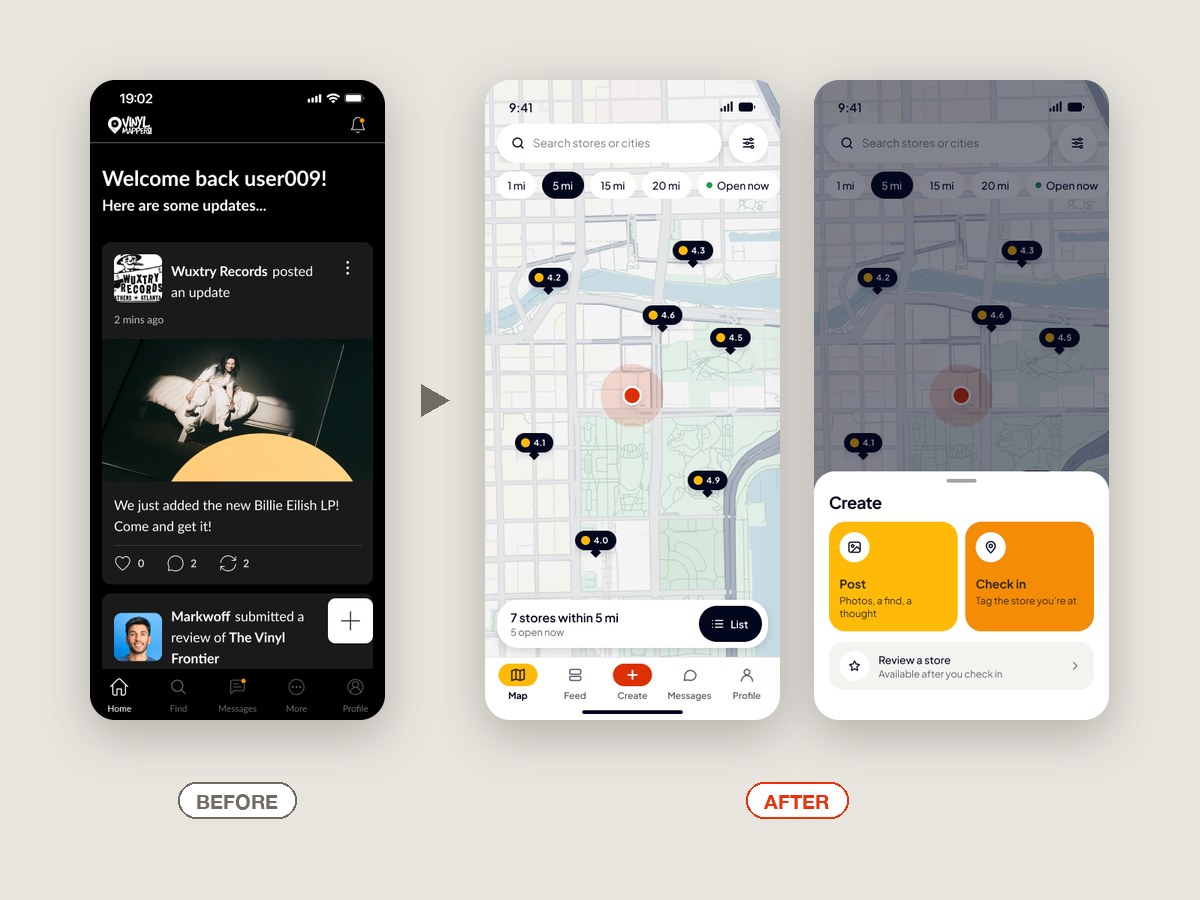 19:02
VINYL
MAPPER
Welcome back user009!
Here are some updates...
WUXTRY
RECORDS
ATHENS • ATLANTA
Wuxtry Records posted
an update
2 mins ago
We just added the new Billie Eilish LP!
Come and get it!
0
2
2
Markwoff submitted a
review of The Vinyl
Frontier
Home
Find
Messages
More
Profile
BEFORE
9:41
Search stores or cities
1 mi
5 mi
15 mi
20 mi
Open now
4.3
4.2
4.6
4.5
4.1
4.9
4.0
7 stores within 5 mi
5 open now
List
Map
Feed
Create
Messages
Profile
9:41
Search stores or cities
1 mi
5 mi
15 mi
20 mi
Open now
4.3
4.2
4.6
4.5
4.1
Create
Post
Photos, a find, a
thought
Check in
Tag the store you're at
Review a store
Available after you check in
AFTER